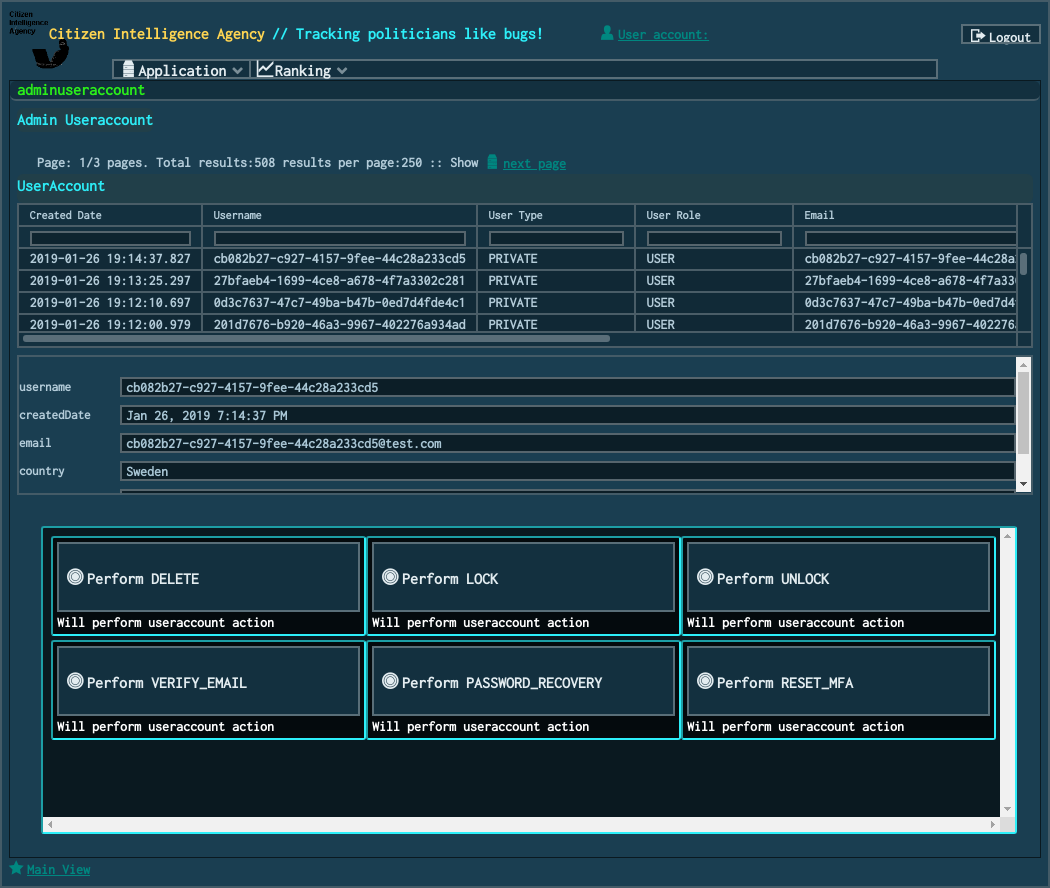 Citizen
Intelligence
Agency
Citizen Intelligence Agency // Tracking politicians like bugs!
User account:
Logout
Application
Ranking
adminuseraccount
Admin Useraccount
Page: 1/3 pages. Total results:508 results per page:250 :: Show next page
UserAccount
Created Date Username User Type User Role Email
2019-01-26 19:14:37.827 cb082b27-c927-4157-9fee-44c28a233cd5 PRIVATE USER cb082b27-c927-4157-9fee-44c28a
2019-01-26 19:13:25.297 27bfaeb4-1699-4ce8-a678-4f7a3302c281 PRIVATE USER 27bfaeb4-1699-4ce8-a678-4f7a33
2019-01-26 19:12:10.697 0d3c7637-47c7-49ba-b47b-0ed7d4fde4c1 PRIVATE USER 0d3c7637-47c7-49ba-b47b-0ed7d4
2019-01-26 19:12:00.979 201d7676-b920-46a3-9967-402276a934ad PRIVATE USER 201d7676-b920-46a3-9967-402276
username cb082b27-c927-4157-9fee-44c28a233cd5
createdDate Jan 26, 2019 7:14:37 PM
email cb082b27-c927-4157-9fee-44c28a233cd5@test.com
country Sweden
Perform DELETE Perform LOCK Perform UNLOCK
Will perform useraccount action Will perform useraccount action Will perform useraccount action
Perform VERIFY_EMAIL Perform PASSWORD_RECOVERY Perform RESET_MFA
Will perform useraccount action Will perform useraccount action Will perform useraccount action
Main View